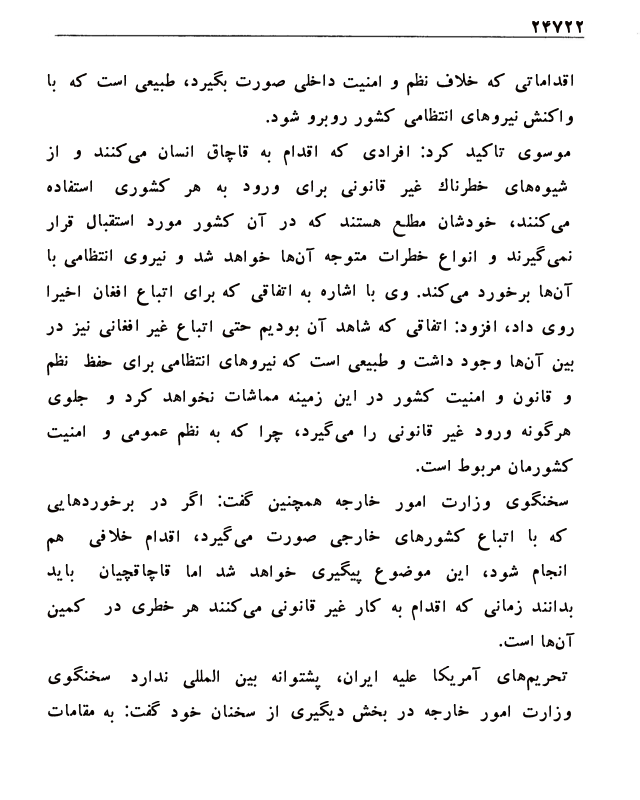 ۲۴۷۲۲
اقداماتی که خلاف نظم و امنیت داخلی صورت بگیرد، طبیعی است که با
واکنش نیروهای انتظامی کشور روبرو شود.
موسوی تاکید کرد: افرادی که اقدام به قاچاق انسان می‌کنند و از
شیوه‌های خطرناك غیر قانونی برای ورود به هر کشوری استفاده
می‌کنند، خودشان مطلع هستند که در آن کشور مورد استقبال قرار
نمی‌گیرند و انواع خطرات متوجه آن‌ها خواهد شد و نیروی انتظامی با
آن‌ها برخورد می‌کند. وی با اشاره به اتفاقی که برای اتباع افغان اخیرا
روی داد، افزود: اتفاقی که شاهد آن بودیم حتی اتباع غیر افغانی نیز در
بین آن‌ها وجود داشت و طبیعی است که نیروهای انتظامی برای حفظ نظم
و قانون و امنیت کشور در این زمینه مماشات نخواهد کرد و جلوی
هرگونه ورود غیر قانونی را می‌گیرد، چرا که به نظم عمومی و امنیت
کشورمان مربوط است.
سخنگوی وزارت امور خارجه همچنین گفت: اگر در برخوردهایی
که با اتباع کشورهای خارجی صورت می‌گیرد، اقدام خلافی هم
انجام شود، این موضوع پیگیری خواهد شد اما قاچاقچیان باید
بدانند زمانی که اقدام به کار غیر قانونی می‌کنند هر خطری در کمین
آن‌ها است.
تحریم‌های آمریکا علیه ایران، پشتوانه بین المللی ندارد سخنگوی
وزارت امور خارجه در بخش دیگری از سخنان خود گفت: به مقامات